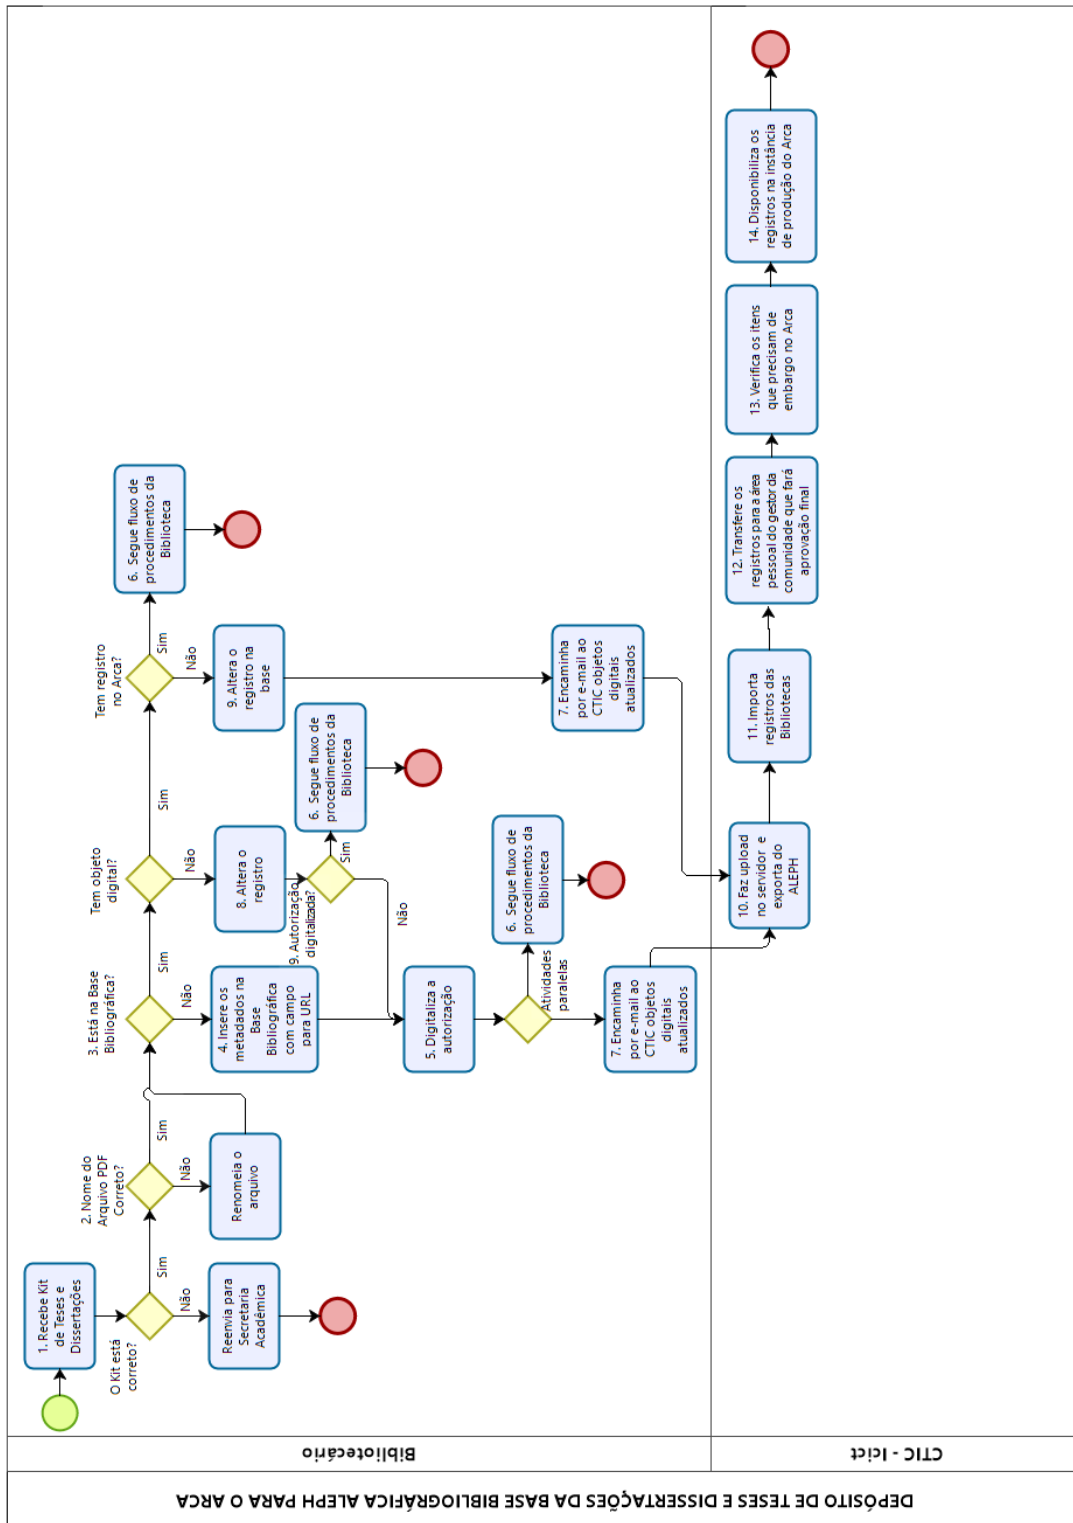 DEPÓSITO DE TESES E DISSERTAÇÕES DA BASE BIBLIOGRÁFICA ALEPH PARA O ARCA
Bibliotecário
1. Recebe Kit
de Teses e
Dissertações
O Kit está
correto?
Sim
Não
Reenvia para
Secretaria
Acadêmica
2. Nome do
Arquivo PDF
Correto?
Sim
Não
Renomeia o
arquivo
3. Está na Base
Bibliográfica?
Sim
Não
4. Insere os
metadados na
Base
Bibliográfica
com campo
para URL
Tem objeto
digital?
Sim
Não
8. Altera o
registro
9. Autorização
digitalizada?
Sim
Não
6. Segue fluxo de
procedimentos da
Biblioteca
5. Digitaliza a
autorização
Atividades
paralelas
6. Segue fluxo de
procedimentos da
Biblioteca
7. Encaminha
por e-mail ao
CTIC objetos
digitais
atualizados
Tem registro
no Arca?
Sim
Não
6. Segue fluxo de
procedimentos da
Biblioteca
9. Altera o
registro na
base
7. Encaminha
por e-mail ao
CTIC objetos
digitais
atualizados
CTIC - Icict
10. Faz upload
no servidor e
exporta do
ALEPH
11. Importa
registros das
Bibliotecas
12. Transfere os
registros para a área
pessoal do gestor da
comunidade que fará
aprovação final
13. Verifica os itens
que precisam de
embargo no Arca
14. Disponibiliza os
registros na instância
de produção do Arca